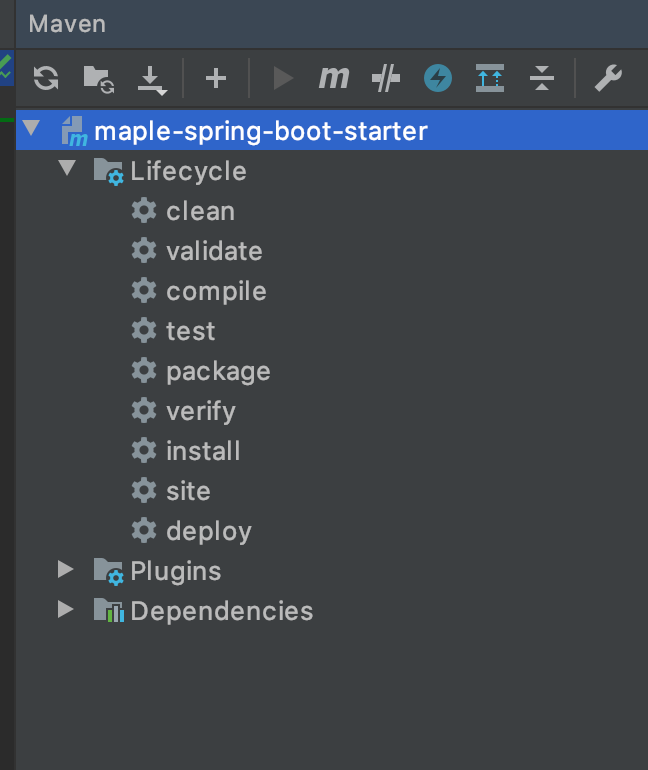 Maven
m
maple-spring-boot-starter
Lifecycle
clean
validate
compile
test
package
verify
install
site
deploy
Plugins
Dependencies